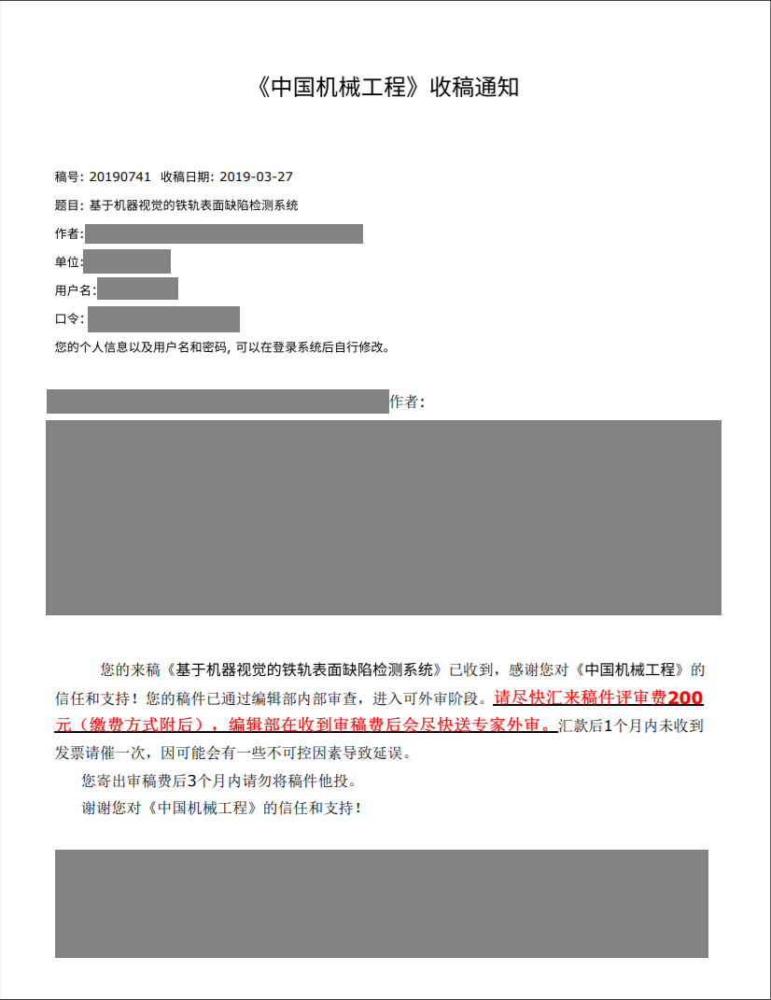 《中国机械工程》收稿通知
稿号: 20190741 收稿日期: 2019-03-27
题目: 基于机器视觉的铁轨表面缺陷检测系统
作者:
单位:
用户名:
口令:
您的个人信息以及用户名和密码, 可以在登录系统后自行修改。
作者:
您的来稿《基于机器视觉的铁轨表面缺陷检测系统》已收到，感谢您对《中国机械工程》的
信任和支持！您的稿件已通过编辑部内部审查，进入可外审阶段。请尽快汇来稿件评审费200
元（缴费方式附后），编辑部在收到审稿费后会尽快送专家外审。汇款后1个月内未收到
发票请催一次，因可能会有一些不可控因素导致延误。
您寄出审稿费后3个月内请勿将稿件他投。
谢谢您对《中国机械工程》的信任和支持！